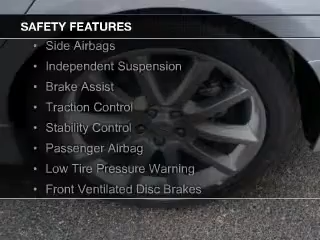 SAFETY FEATURES
• Side Airbags
• Independent Suspension
• Brake Assist
• Traction Control
• Stability Control
• Passenger Airbag
• Low Tire Pressure Warning
• Front Ventilated Disc Brakes